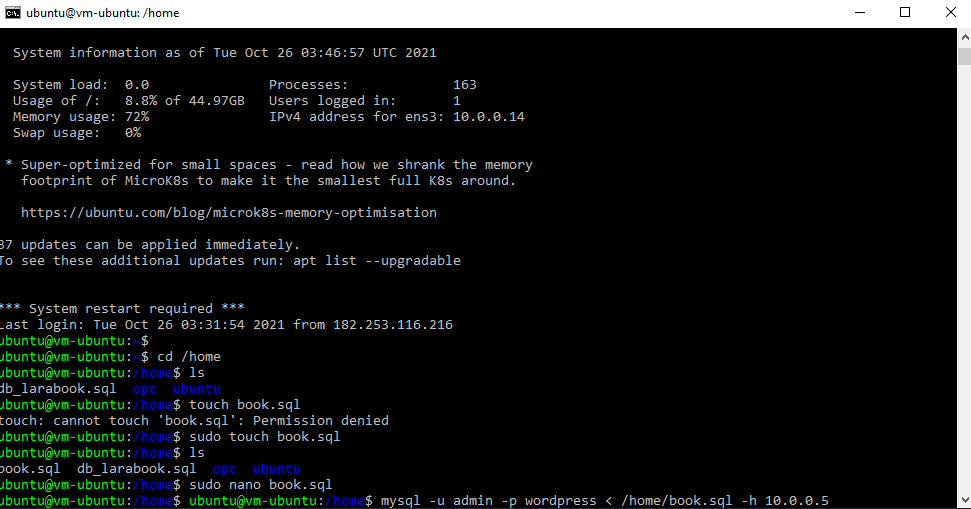 ubuntu@vm-ubuntu: /home
System information as of Tue Oct 26 03:46:57 UTC 2021
System load: 0.0 Processes: 163
Usage of /: 8.8% of 44.97GB Users logged in: 1
Memory usage: 72% IPv4 address for ens3: 10.0.0.14
Swap usage: 0%
* Super-optimized for small spaces - read how we shrank the memory
footprint of MicroK8s to make it the smallest full K8s around.
https://ubuntu.com/blog/microk8s-memory-optimisation
37 updates can be applied immediately.
To see these additional updates run: apt list --upgradable
*** System restart required ***
Last login: Tue Oct 26 03:31:54 2021 from 182.253.116.216
ubuntu@vm-ubuntu:~$
ubuntu@vm-ubuntu:~$ cd /home
ubuntu@vm-ubuntu:/home$ ls
db_larabook.sql opc ubuntu
ubuntu@vm-ubuntu:/home$ touch book.sql
touch: cannot touch 'book.sql': Permission denied
ubuntu@vm-ubuntu:/home$ sudo touch book.sql
ubuntu@vm-ubuntu:/home$ ls
book.sql db_larabook.sql opc ubuntu
ubuntu@vm-ubuntu:/home$ sudo nano book.sql
ubuntu@vm-ubuntu:/home$ ubuntu@vm-ubuntu:/home$ mysql -u admin -p wordpress < /home/book.sql -h 10.0.0.5